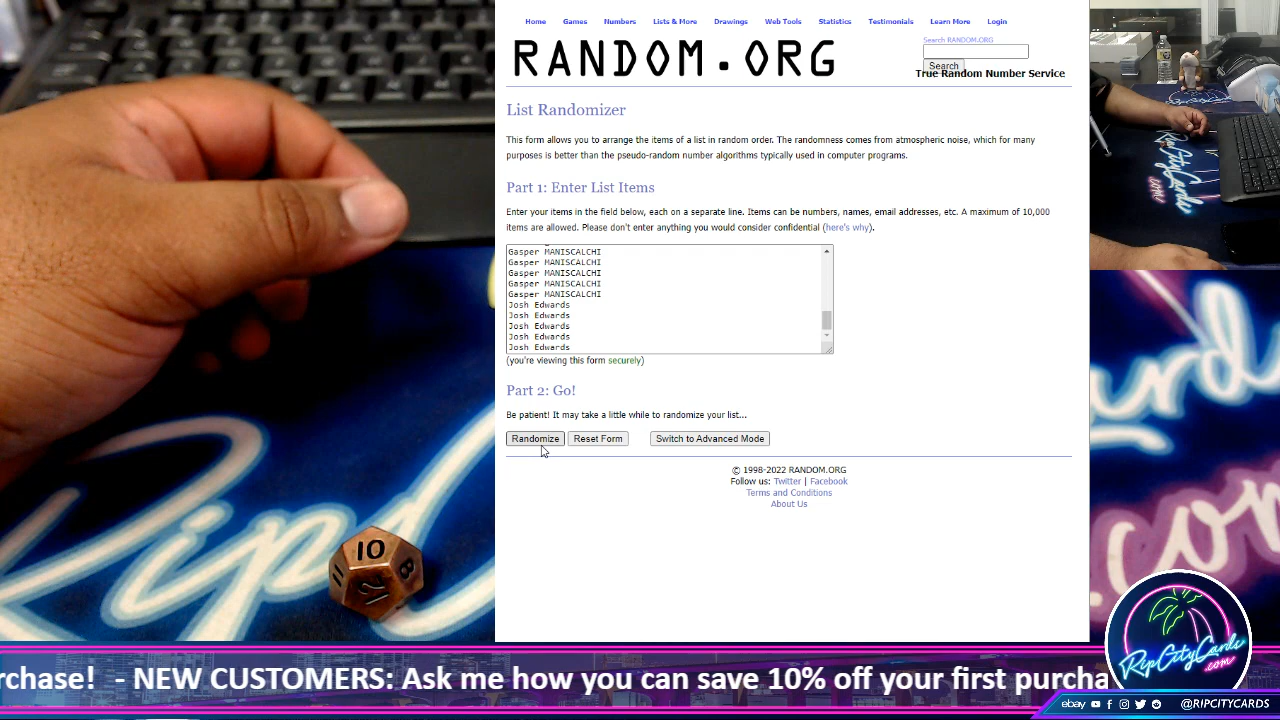 Home Games Numbers Lists & More Drawings Web Tools Statistics Testimonials Learn More Login
RANDOM.ORG
Search RANDOM.ORG
Search
True Random Number Service
List Randomizer
This form allows you to arrange the items of a list in random order. The randomness comes from atmospheric noise, which for many
purposes is better than the pseudo-random number algorithms typically used in computer programs.
Part 1: Enter List Items
Enter your items in the field below, each on a separate line. Items can be numbers, names, email addresses, etc. A maximum of 10,000
items are allowed. Please don't enter anything you would consider confidential (here's why).
Gasper MANISCALCHI
Gasper MANISCALCHI
Gasper MANISCALCHI
Gasper MANISCALCHI
Gasper MANISCALCHI
Josh Edwards
Josh Edwards
Josh Edwards
Josh Edwards
Josh Edwards
(you're viewing this form securely)
Part 2: Go!
Be patient! It may take a little while to randomize your list...
Randomize Reset Form Switch to Advanced Mode
© 1998-2022 RANDOM.ORG
Follow us: Twitter | Facebook
Terms and Conditions
About Us
10
8
11
RipCityCards
.com
rchase! - NEW CUSTOMERS: Ask me how you can save 10% off your first purcha
RipCityCards
.com
ebay @RIPCITYCARDS